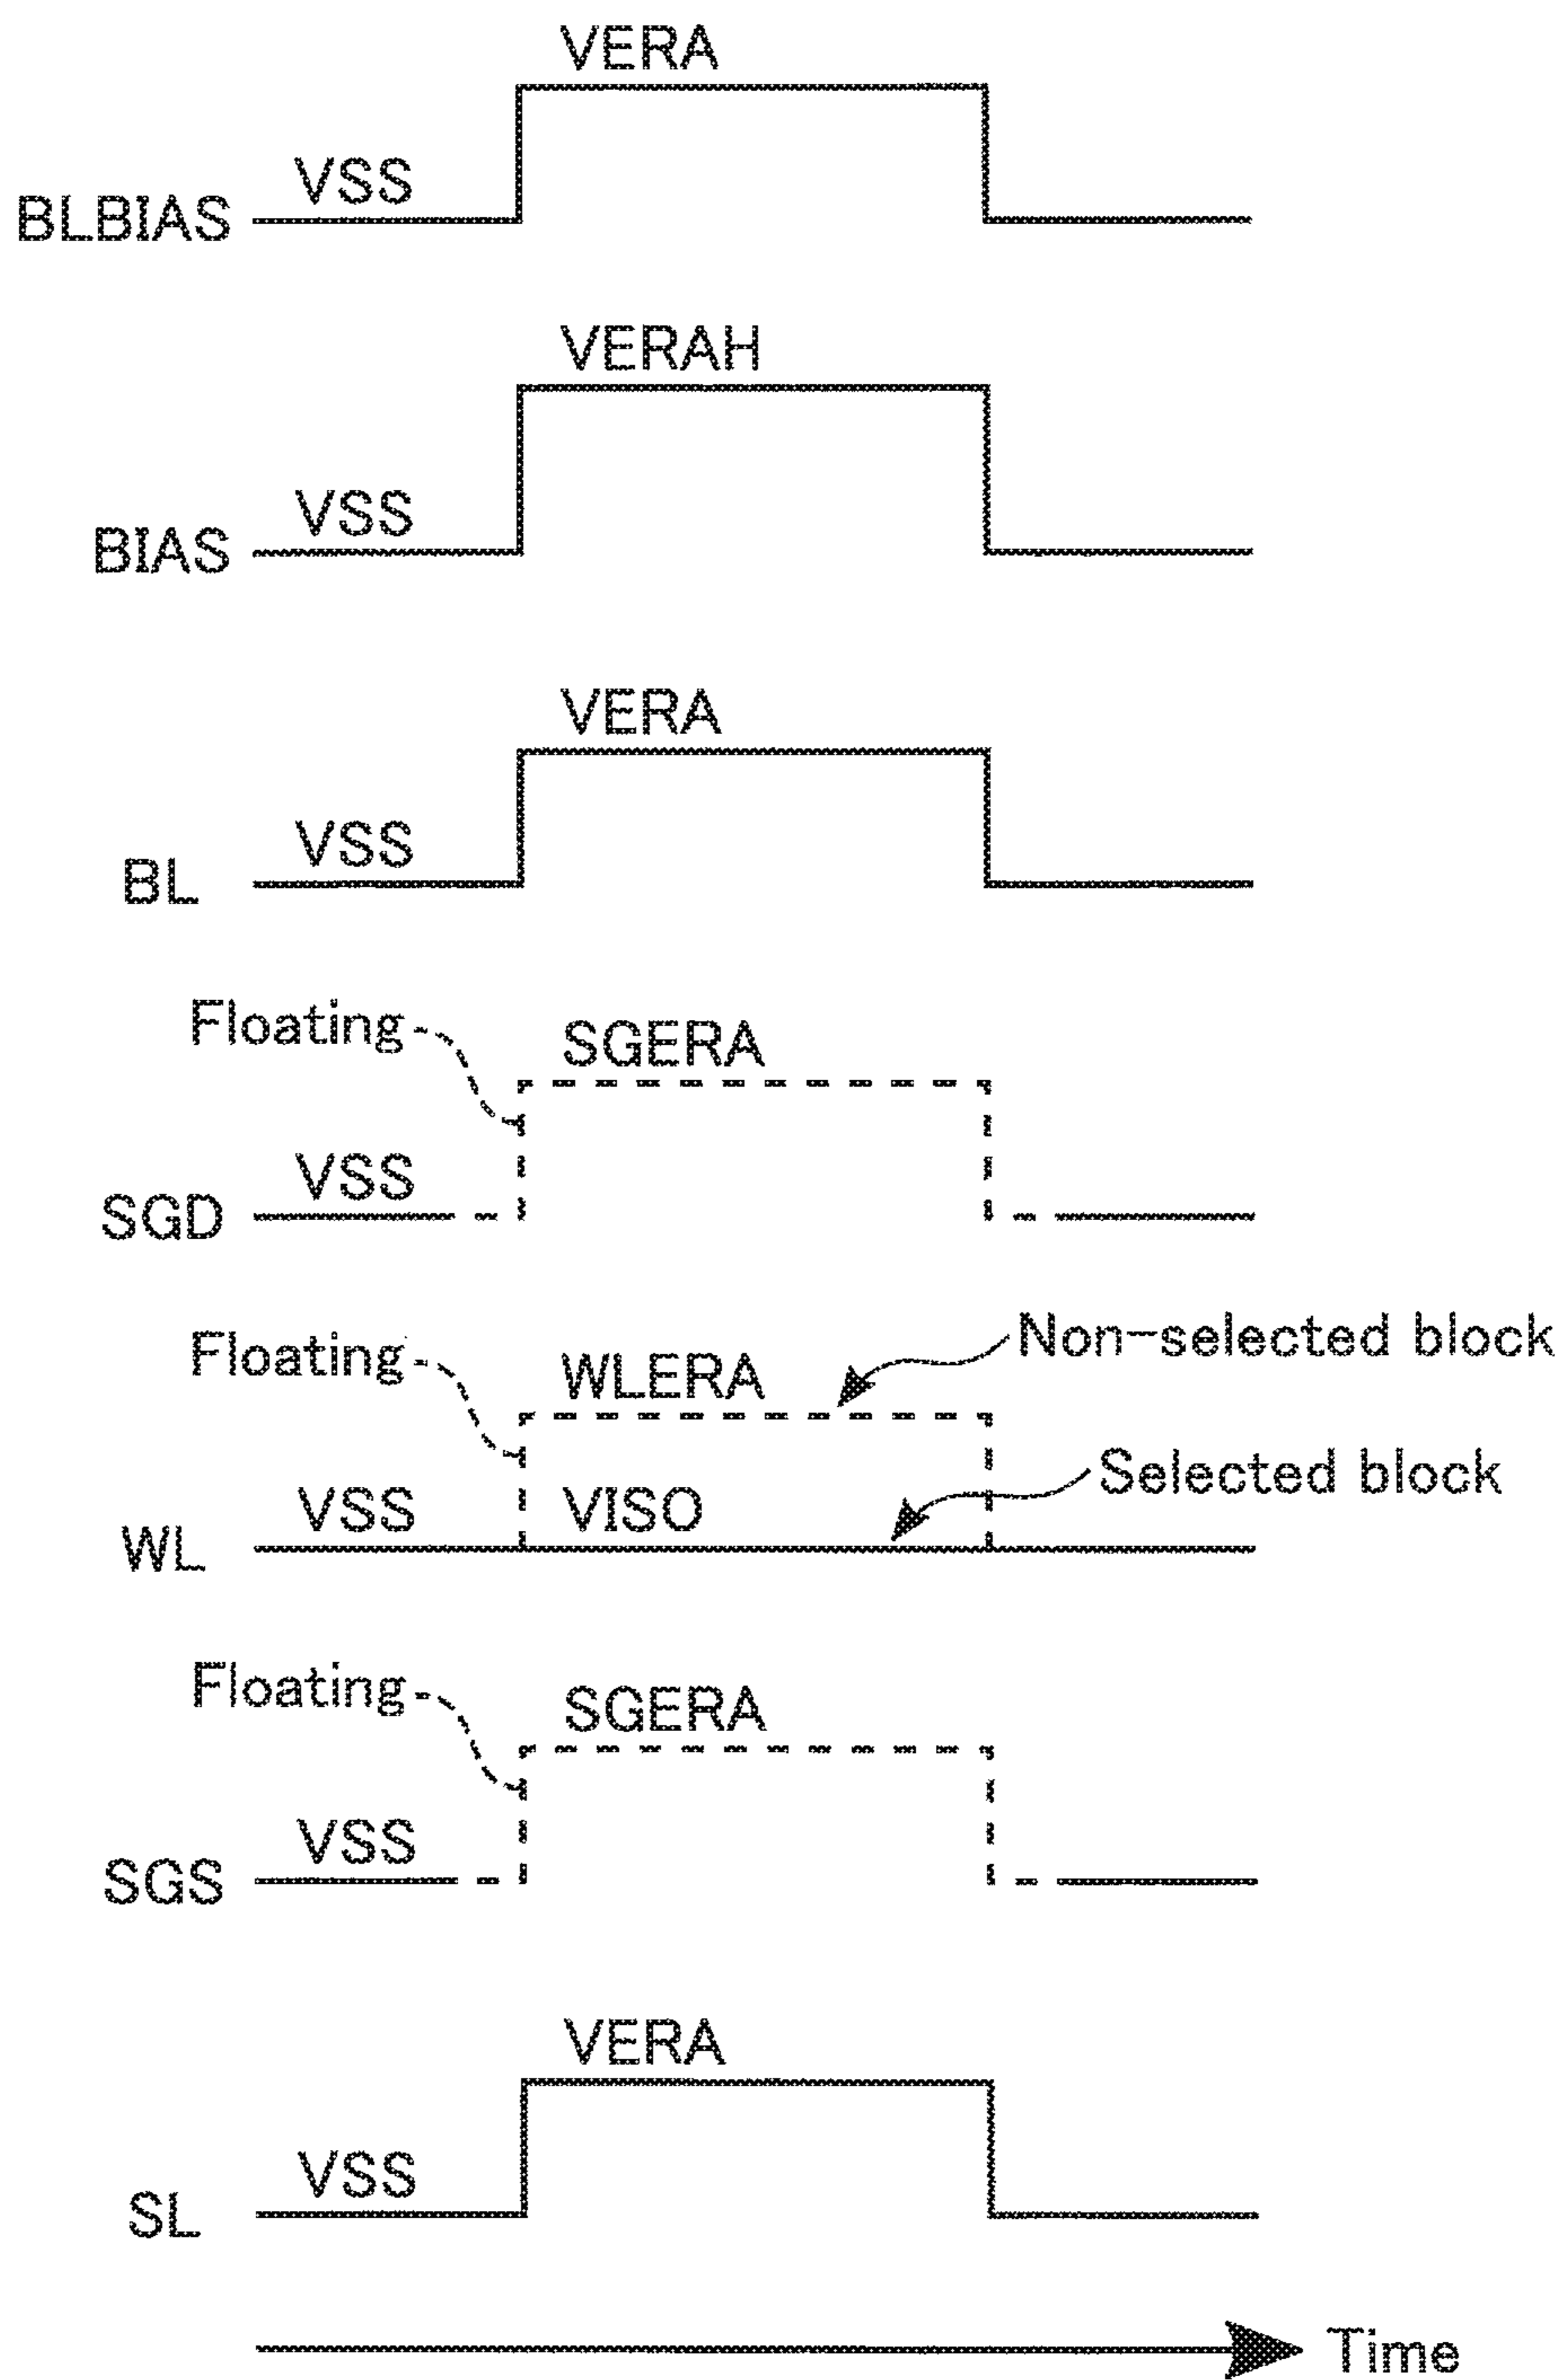 VERA
VSS
BLBIAS
VERAH
VSS
BIAS
VERA
VSS
BL
Floating
SGERA
VSS
SGD
Floating
WLERA
Non-selected block
Selected block
VSS
VISO
WL
Floating
SGERA
VSS
SGS
VERA
VSS
SL
Time